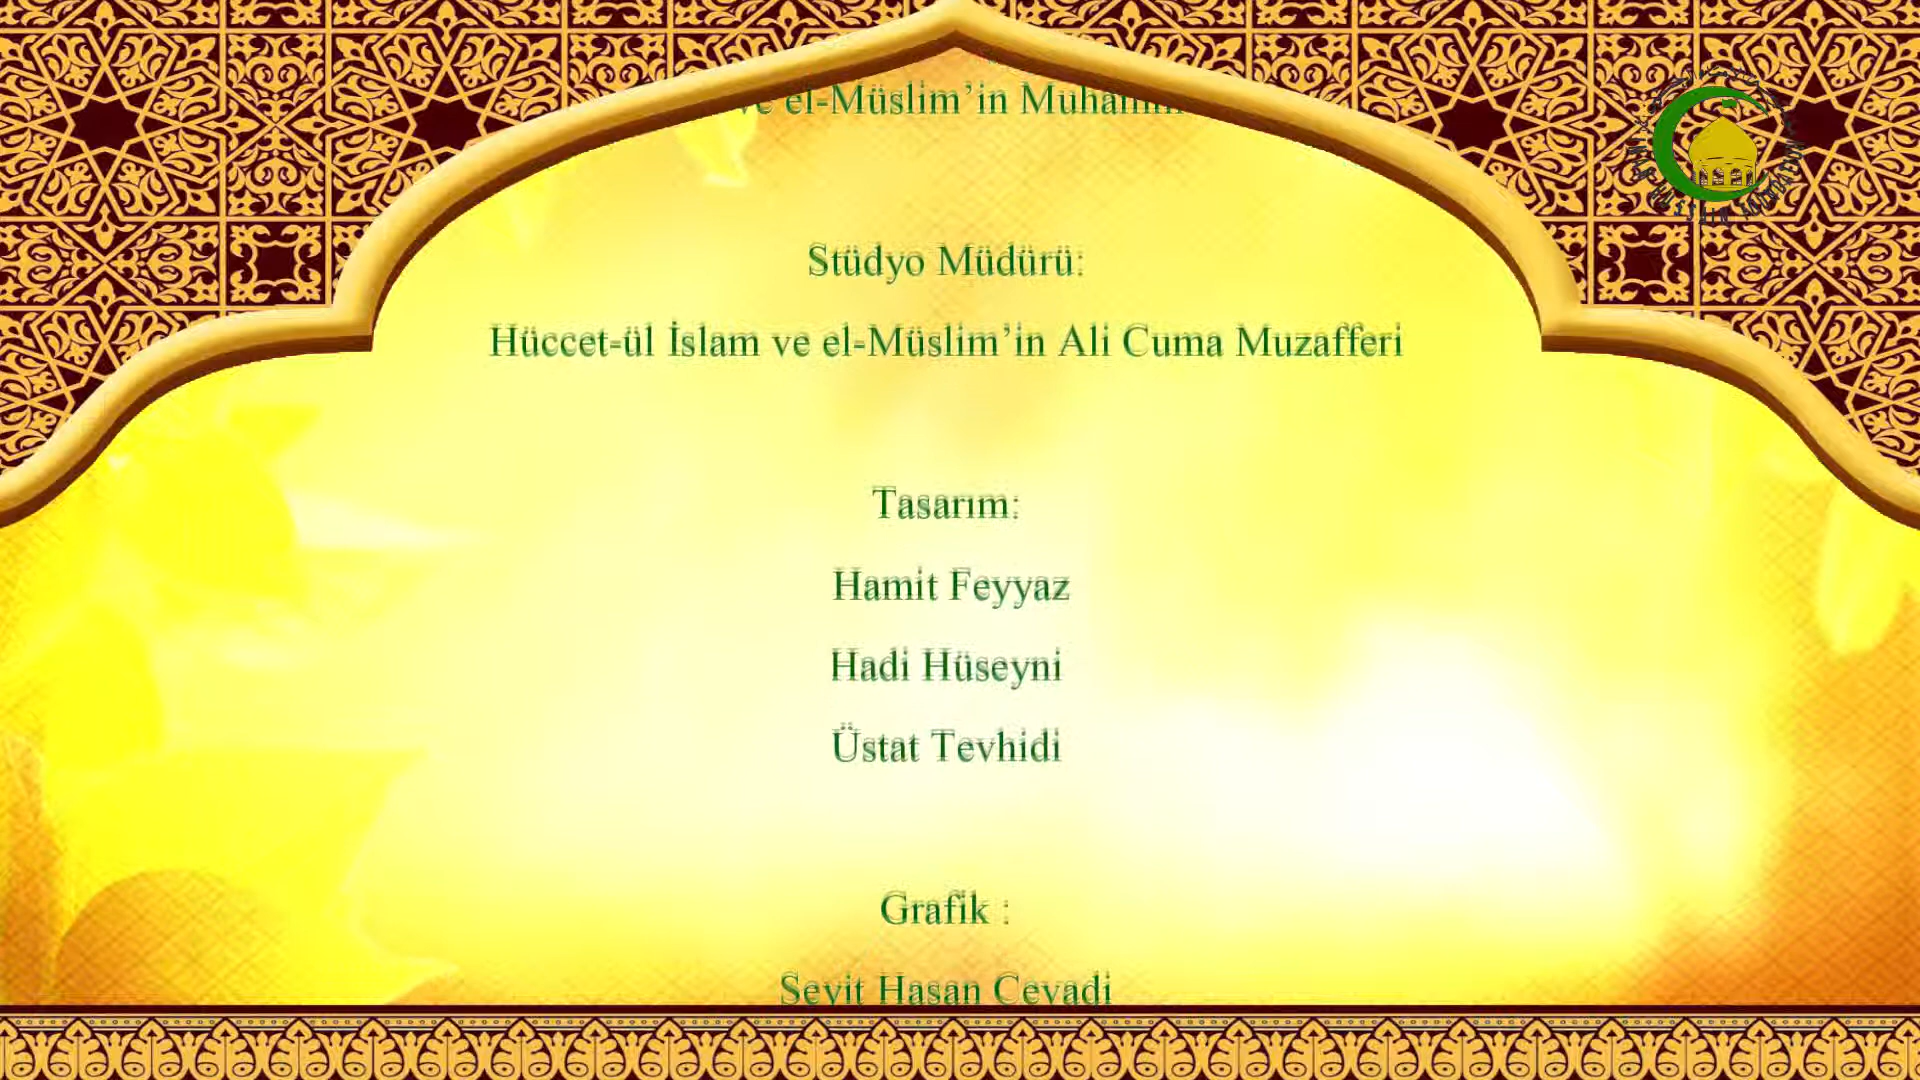 ve el-Müslim’in
Stüdyo Müdürü:
Hüccet-ül İslam ve el-Müslim’in Ali Cuma Muzafferi
Tasarım:
Hamit Feyyaz
Hadi Hüseyni
Üstat Tevhidi
Grafik :
Seyit Hasan Cevadi